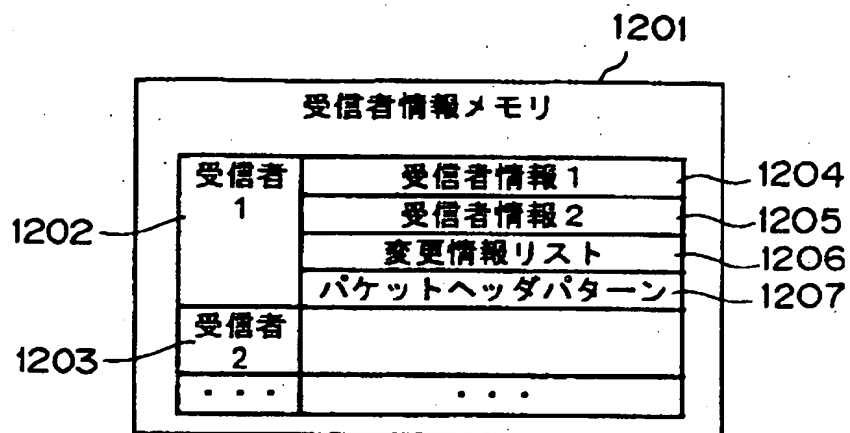 1201
受信者情報メモリ
受信者
1
受信者情報1
1204
受信者情報2
1205
1202
変更情報リスト
1206
パケットヘッダパターン
1207
受信者
2
1203
・・・
・・・